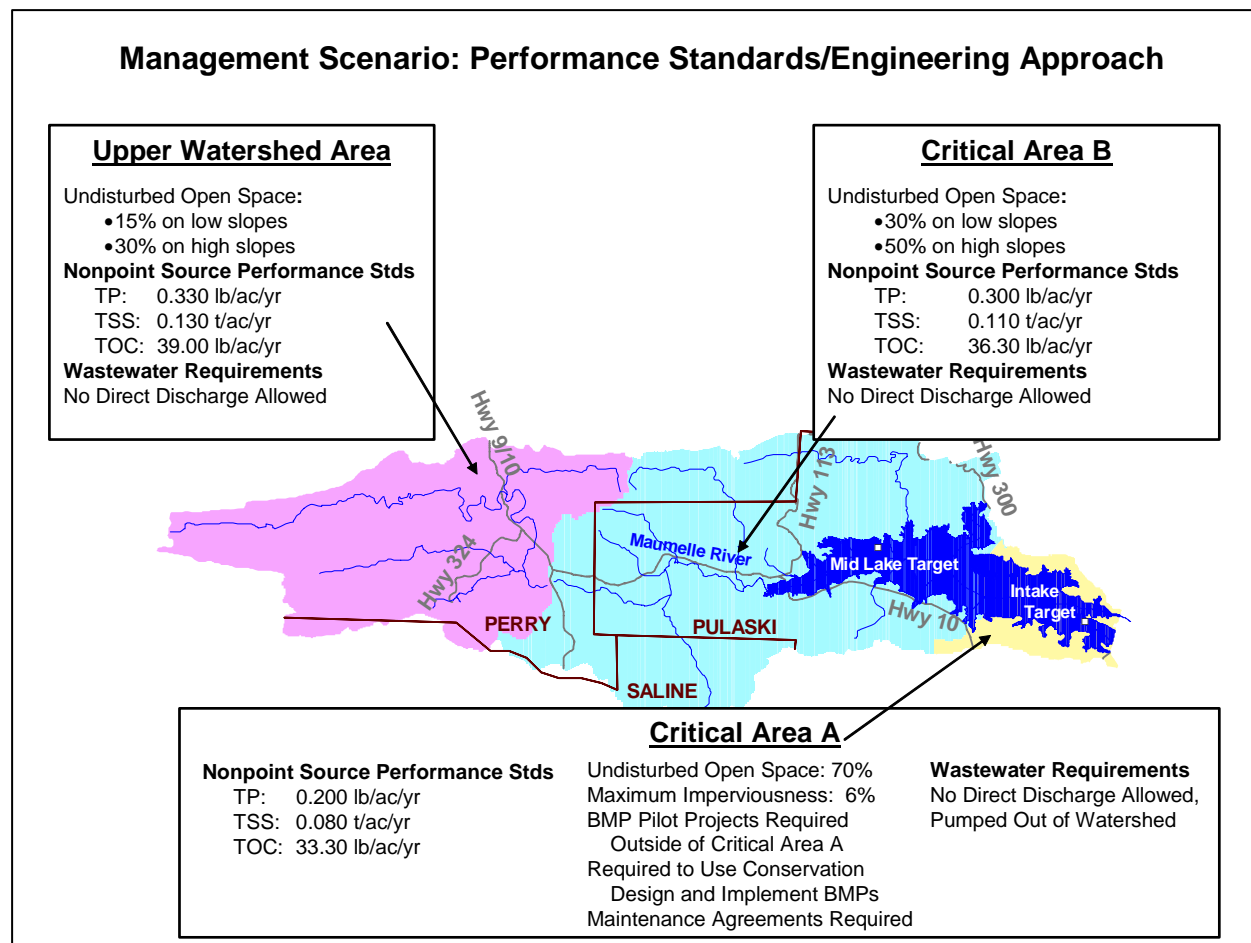 Management Scenario: Performance Standards/Engineering Approach
Upper Watershed Area
Undisturbed Open Space:
•15% on low slopes
•30% on high slopes
Nonpoint Source Performance Stds
TP: 0.330 lb/ac/yr
TSS: 0.130 t/ac/yr
TOC: 39.00 lb/ac/yr
Wastewater Requirements
No Direct Discharge Allowed
Critical Area B
Undisturbed Open Space:
•30% on low slopes
•50% on high slopes
Nonpoint Source Performance Stds
TP: 0.300 lb/ac/yr
TSS: 0.110 t/ac/yr
TOC: 36.30 lb/ac/yr
Wastewater Requirements
No Direct Discharge Allowed
Hwy 9/10
Hwy 113
Hwy 300
Maumelle River
Mid Lake Target
Hwy 324
Intake
Target
Hwy 10
PERRY
PULASKI
SALINE
Critical Area A
Nonpoint Source Performance Stds
TP: 0.200 lb/ac/yr
TSS: 0.080 t/ac/yr
TOC: 33.30 lb/ac/yr
Undisturbed Open Space: 70%
Maximum Imperviousness: 6%
BMP Pilot Projects Required
Outside of Critical Area A
Required to Use Conservation
Design and Implement BMPs
Maintenance Agreements Required
Wastewater Requirements
No Direct Discharge Allowed,
Pumped Out of Watershed